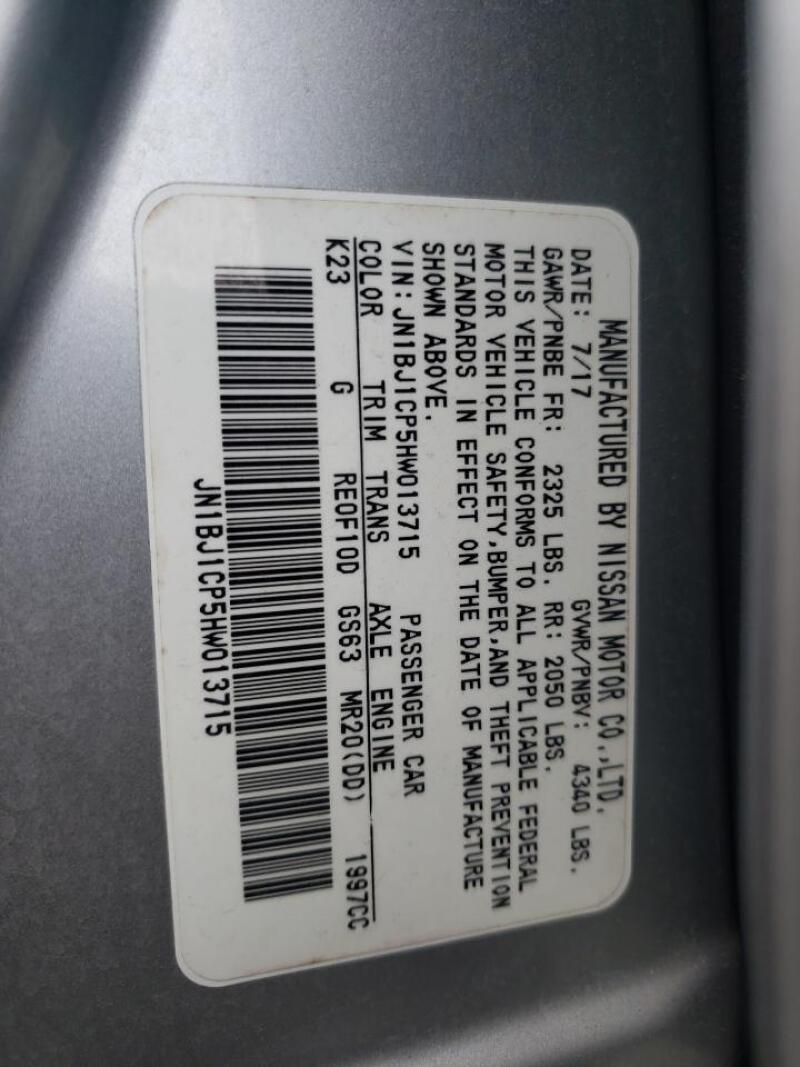 MANUFACTURED BY NISSAN MOTOR CO.,LTD.
DATE: 7/17 GVWR/PNBV: 4340 LBS.
GAWR/PNBE FR: 2325 LBS. RR: 2050 LBS.
THIS VEHICLE CONFORMS TO ALL APPLICABLE FEDERAL
MOTOR VEHICLE SAFETY,BUMPER,AND THEFT PREVENTION
STANDARDS IN EFFECT ON THE DATE OF MANUFACTURE
SHOWN ABOVE.
VIN:JN1BJ1CP5HW013715 PASSENGER CAR
COLOR TRIM TRANS AXLE ENGINE
K23 G RE0F10D GS63 MR20(DD) 1997CC
JN1BJ1CP5HW013715